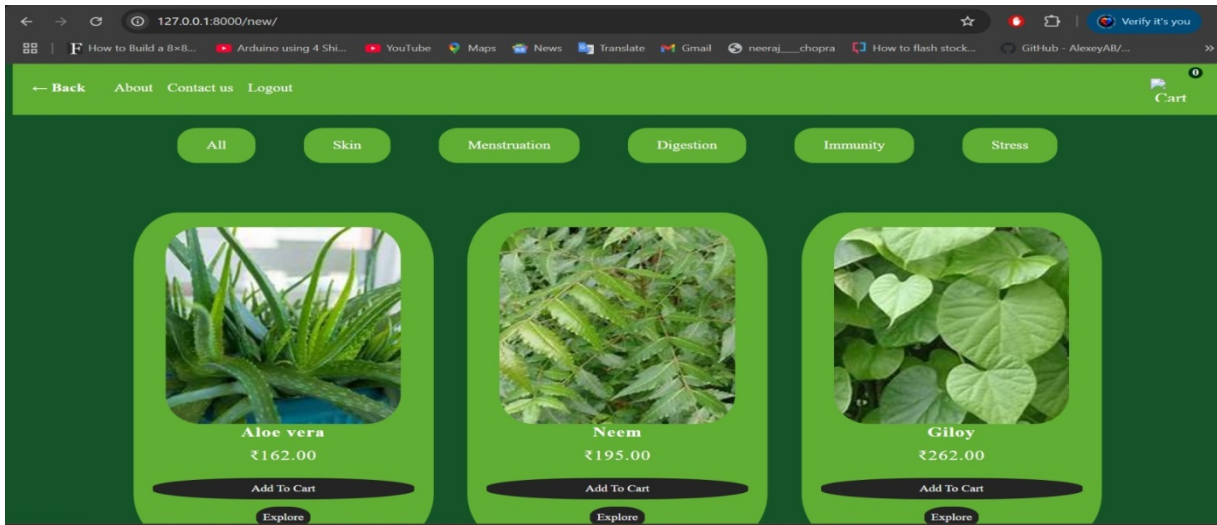 127.0.0.1:8000/new/
Verify it's you
F How to Build a 8×8... Arduino using 4 Shi... YouTube Maps News Translate Gmail neeraj___chopra How to flash stock... GitHub - AlexeyAB/... »
0
← Back About Contact us Logout
Cart
All Skin Menstruation Digestion Immunity Stress
Aloe vera Neem Giloy
₹162.00 ₹195.00 ₹262.00
Add To Cart Add To Cart Add To Cart
Explore Explore Explore